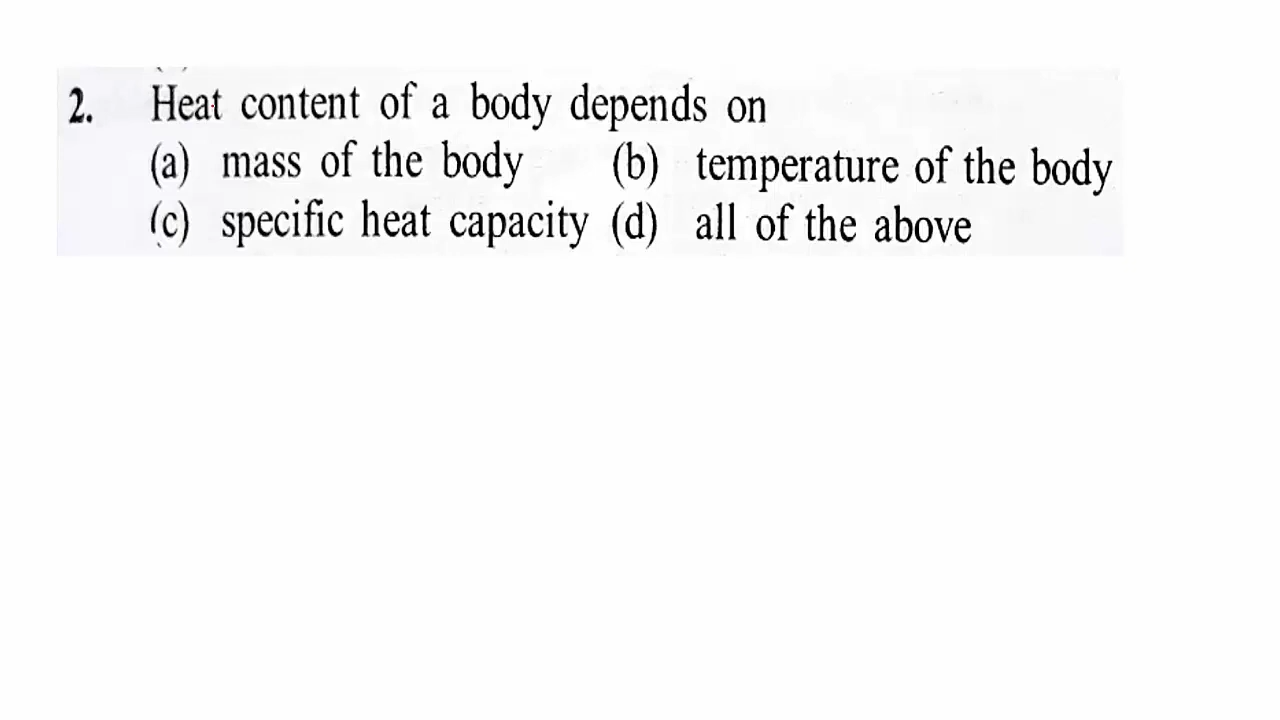 2. Heat content of a body depends on
(a) mass of the body (b) temperature of the body
(c) specific heat capacity (d) all of the above